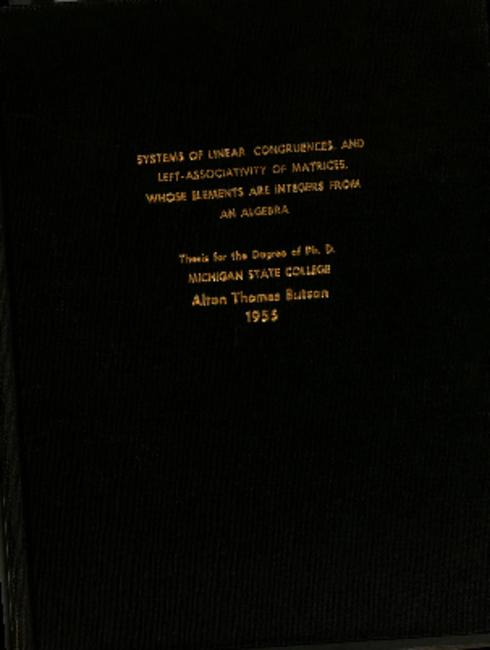 SYSTEMS OF LINEAR CONGRUENCES, AND
LEFT-ASSOCIATIVITY OF MATRICES,
WHOSE ELEMENTS ARE INTEGERS FROM
AN ALGEBRA
Thesis for the Degree of Ph. D.
MICHIGAN STATE COLLEGE
Alton Thomas Butson
1955